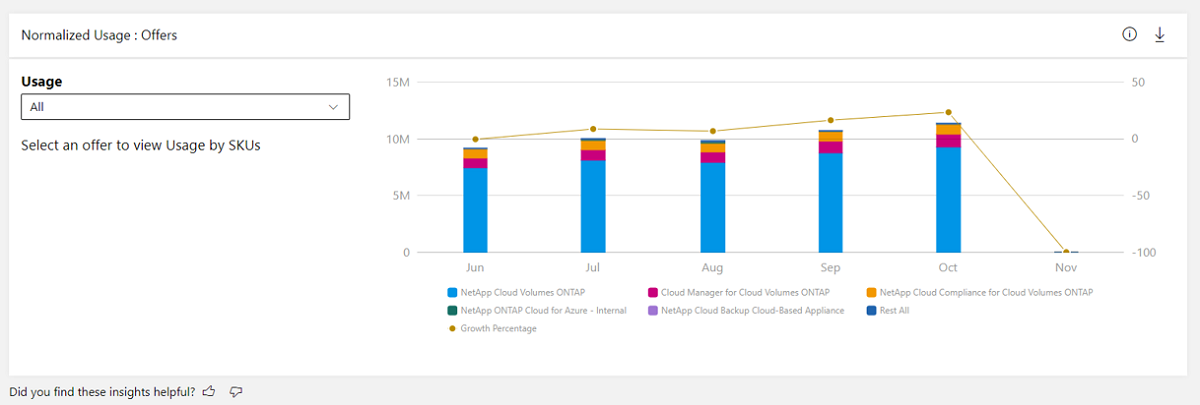 Normalized Usage : Offers
Usage
All
Select an offer to view Usage by SKUs
15M 50
10M 0
5M -50
0 -100
Jun Jul Aug Sep Oct Nov
NetApp Cloud Volumes ONTAP Cloud Manager for Cloud Volumes ONTAP NetApp Cloud Compliance for Cloud Volumes ONTAP
NetApp ONTAP Cloud for Azure - Internal NetApp Cloud Backup Cloud-Based Appliance Rest All
Growth Percentage
Did you find these insights helpful?